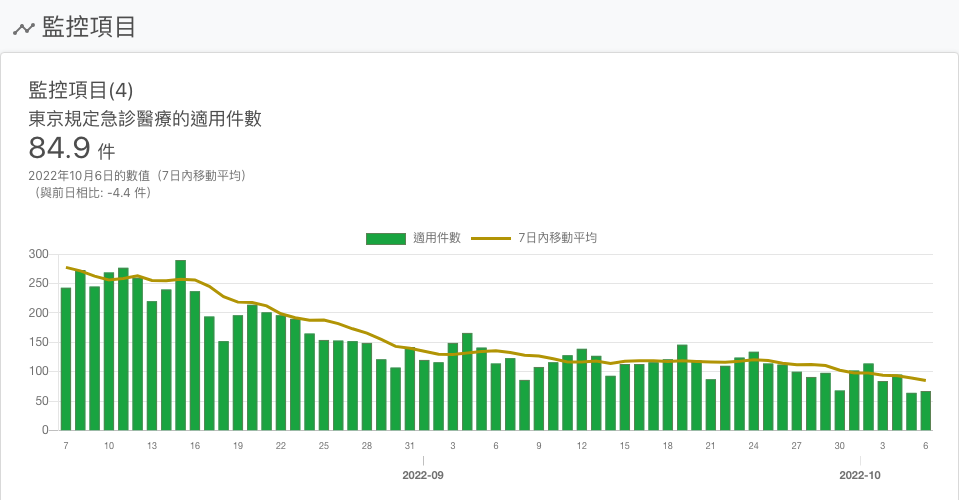 監控項目
監控項目(4)
東京規定急診醫療的適用件數
84.9 件
2022年10月6日的數值（7日內移動平均）
（與前日相比: -4.4 件）
適用件數 7日內移動平均
300
250
200
150
100
50
0
7 10 13 16 19 22 25 28 31 3 6 9 12 15 18 21 24 27 30 3 6
2022-09 2022-10